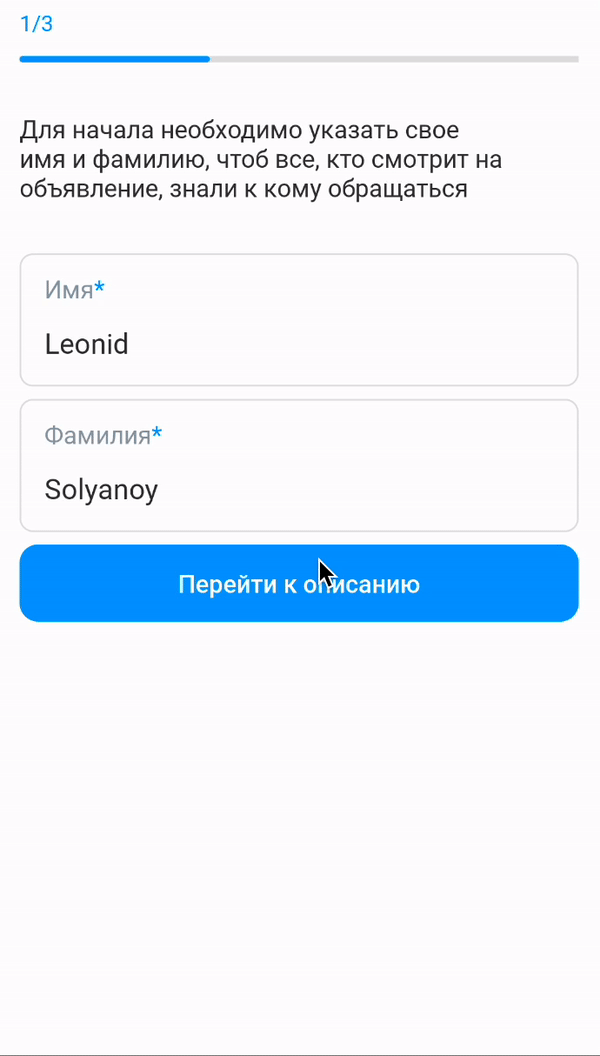 1/3
Для начала необходимо указать свое
имя и фамилию, чтоб все, кто смотрит на
объявление, знали к кому обращаться
Имя*
Leonid
Фамилия*
Solyanoy
Перейти к описанию